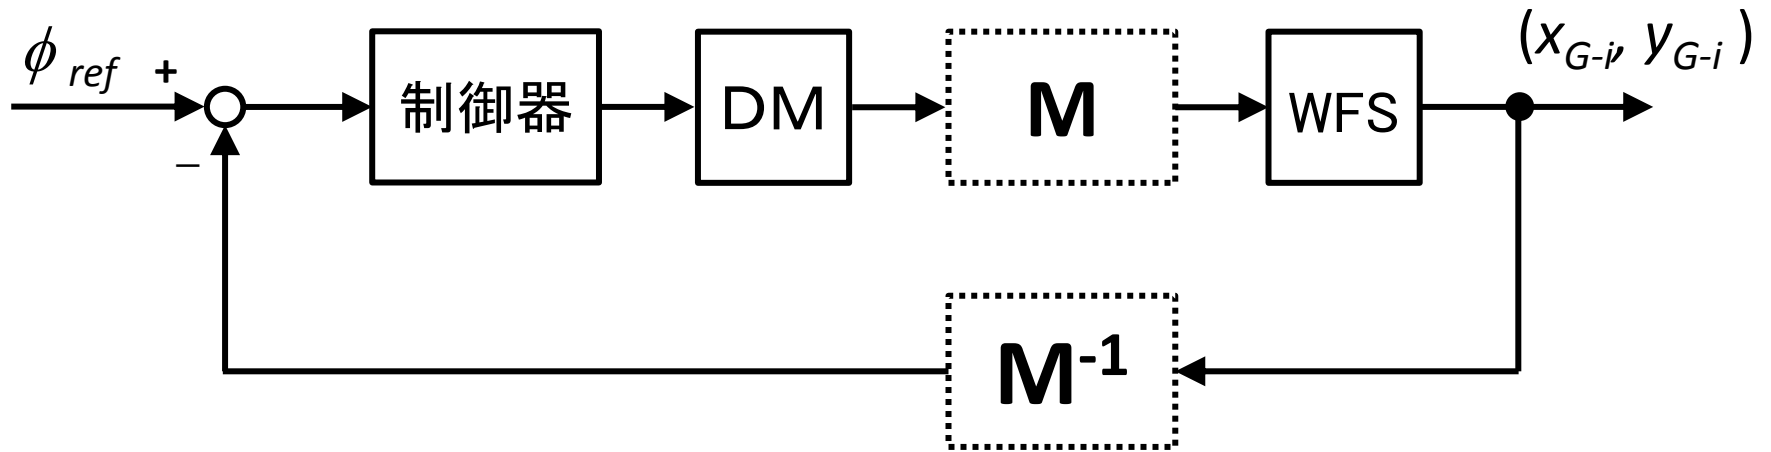 ϕ ref
+
−
制御器
DM
M
WFS
(xG-i, yG-i )
M-1